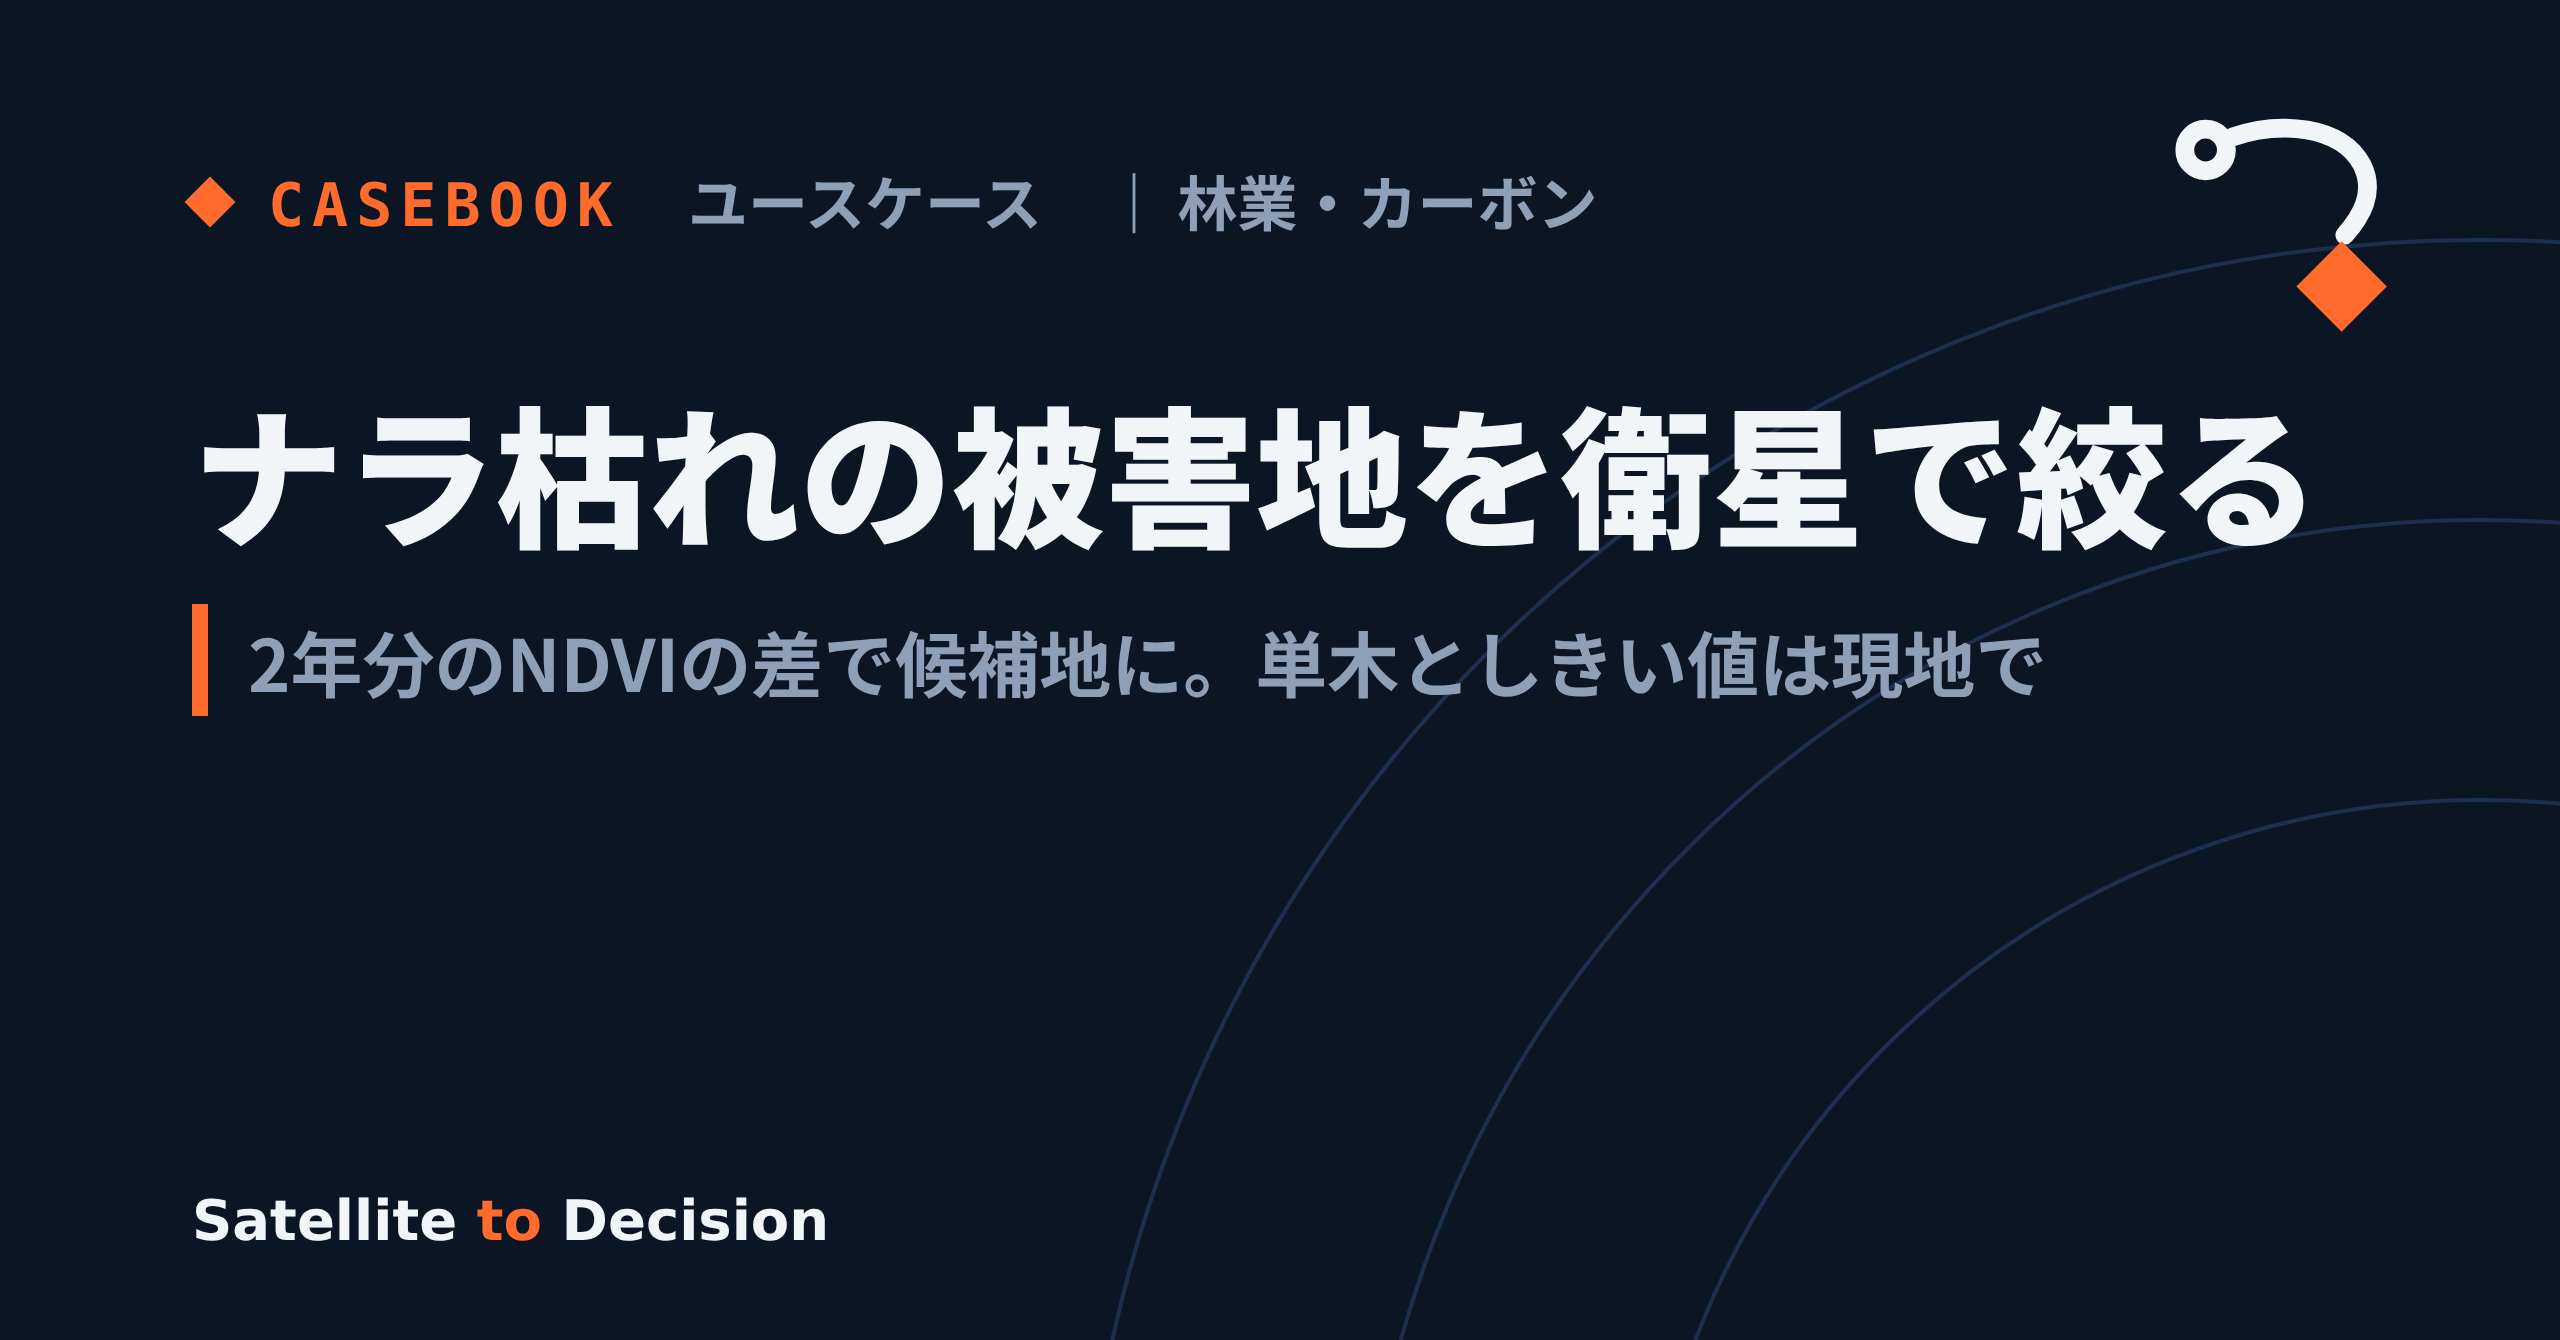 CASEBOOK ユースケース | 林業・カーボン
ナラ枯れの被害地を衛星で絞る
2年分のNDVIの差で候補地に。単木としきい値は現地で
Satellite to Decision